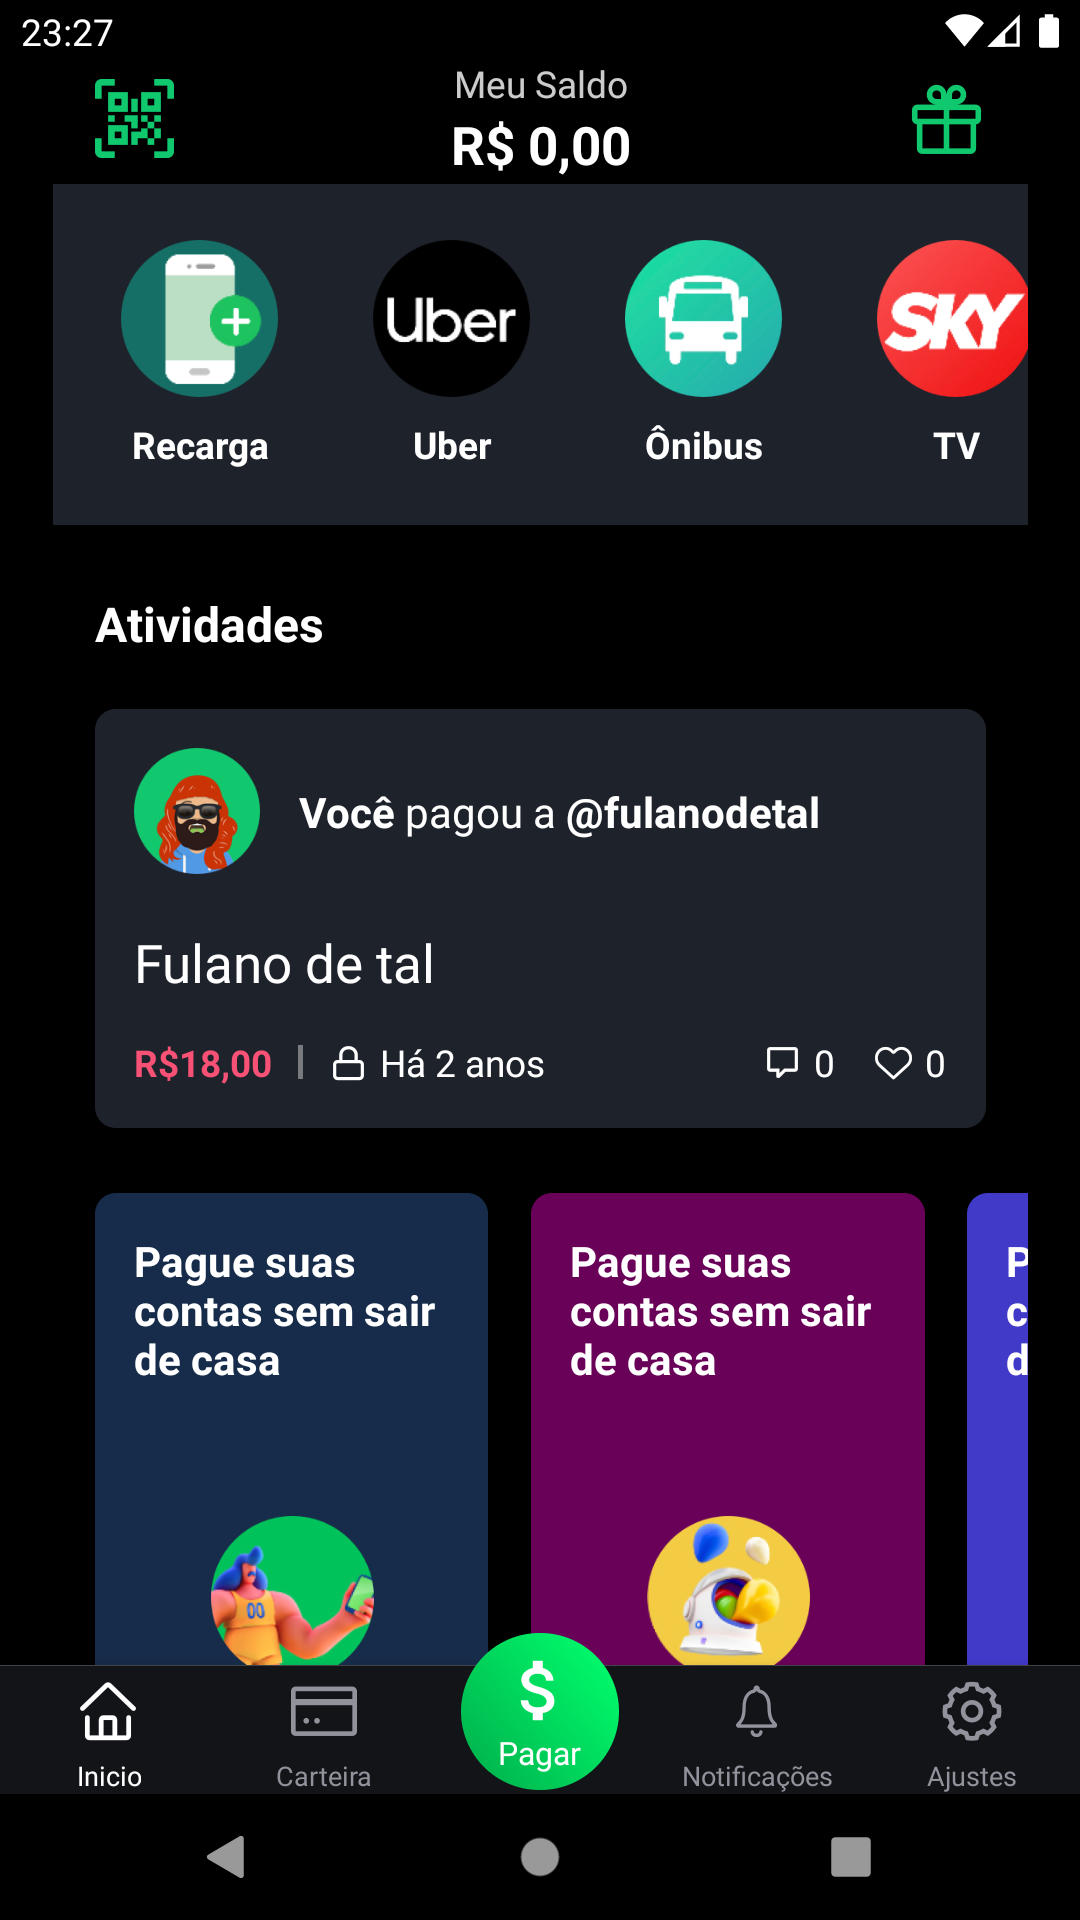 23:27
Meu Saldo
R$ 0,00
Uber
SKY
Recarga
Uber
Ônibus
TV
Atividades
Você pagou a @fulanodetal
Fulano de tal
R$18,00 | Há 2 anos 0 0
Pague suas
contas sem sair
de casa
00
Pague suas
contas sem sair
de casa
P
c
d
$
Pagar
Inicio
Carteira
Notificações
Ajustes